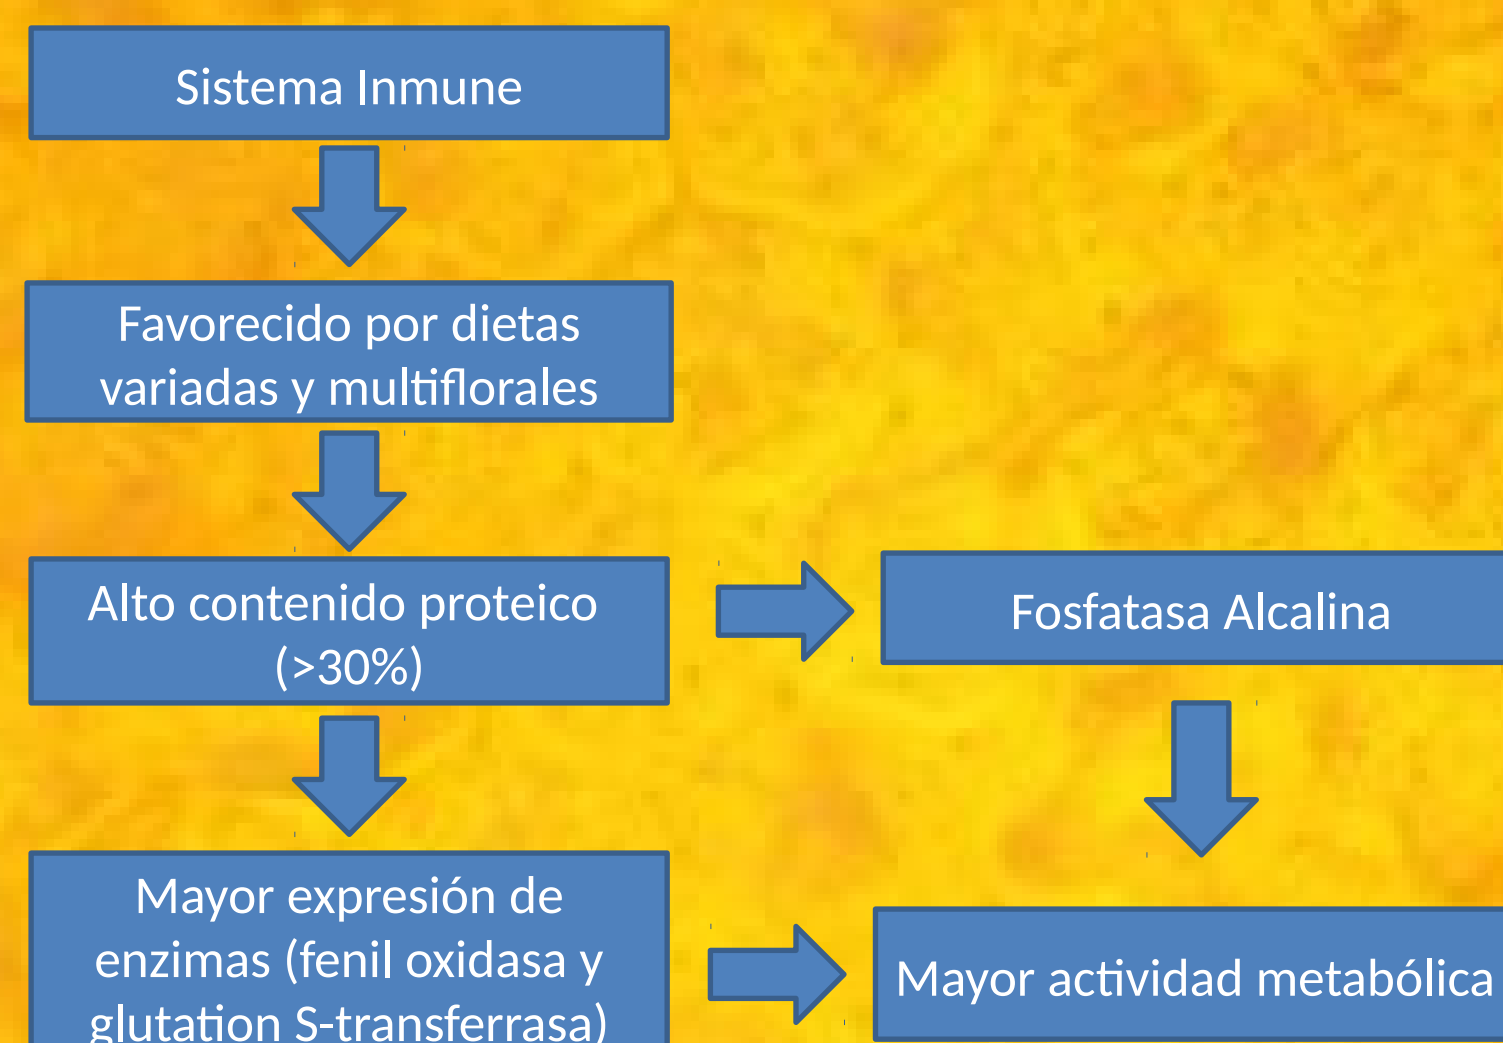 Sistema Inmune
Favorecido por dietas
variadas y multiflorales
Alto contenido proteico
(>30%)
Fosfatasa Alcalina
Mayor expresión de
enzimas (fenil oxidasa y
glutation S-transferrasa)
Mayor actividad metabólica